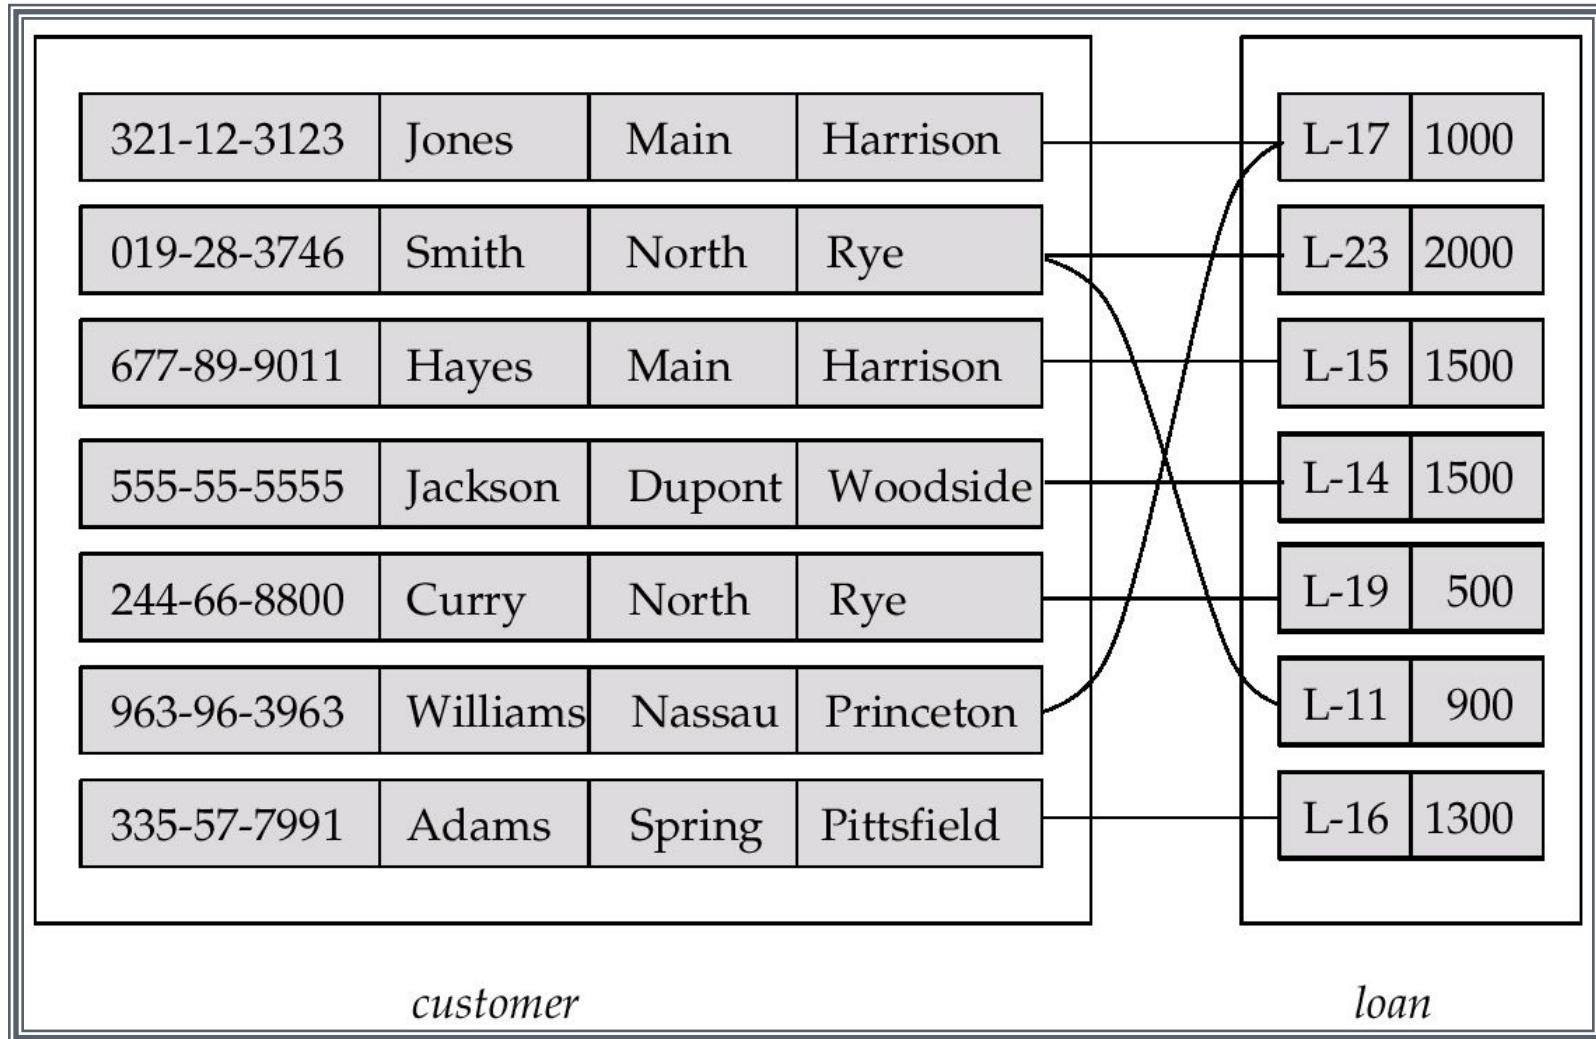 321-12-3123 Jones Main Harrison L-17 1000
019-28-3746 Smith North Rye L-23 2000
677-89-9011 Hayes Main Harrison L-15 1500
555-55-5555 Jackson Dupont Woodside L-14 1500
244-66-8800 Curry North Rye L-19 500
963-96-3963 Williams Nassau Princeton L-11 900
335-57-7991 Adams Spring Pittsfield L-16 1300
customer loan